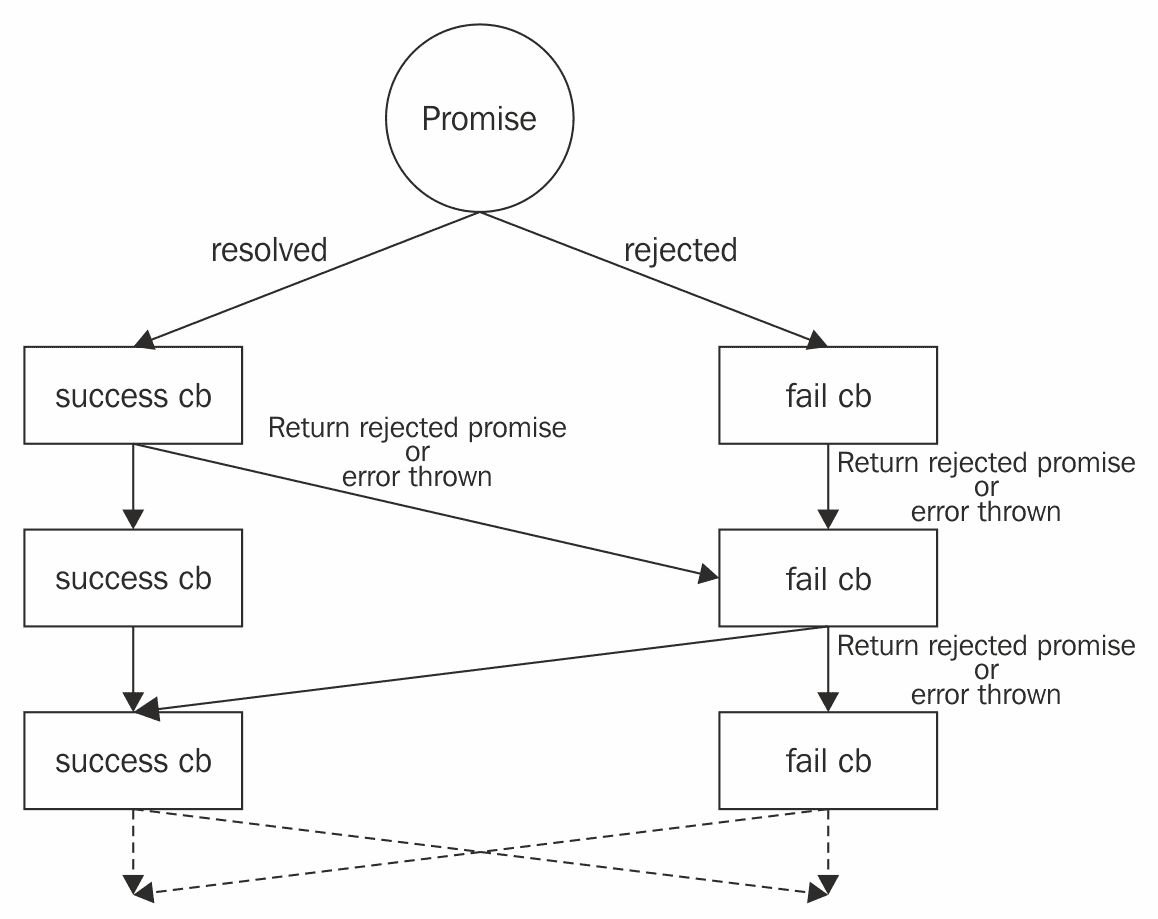 Promise
resolved
rejected
success cb
fail cb
Return rejected promise
or
error thrown
Return rejected promise
or
error thrown
success cb
fail cb
Return rejected promise
or
error thrown
success cb
fail cb